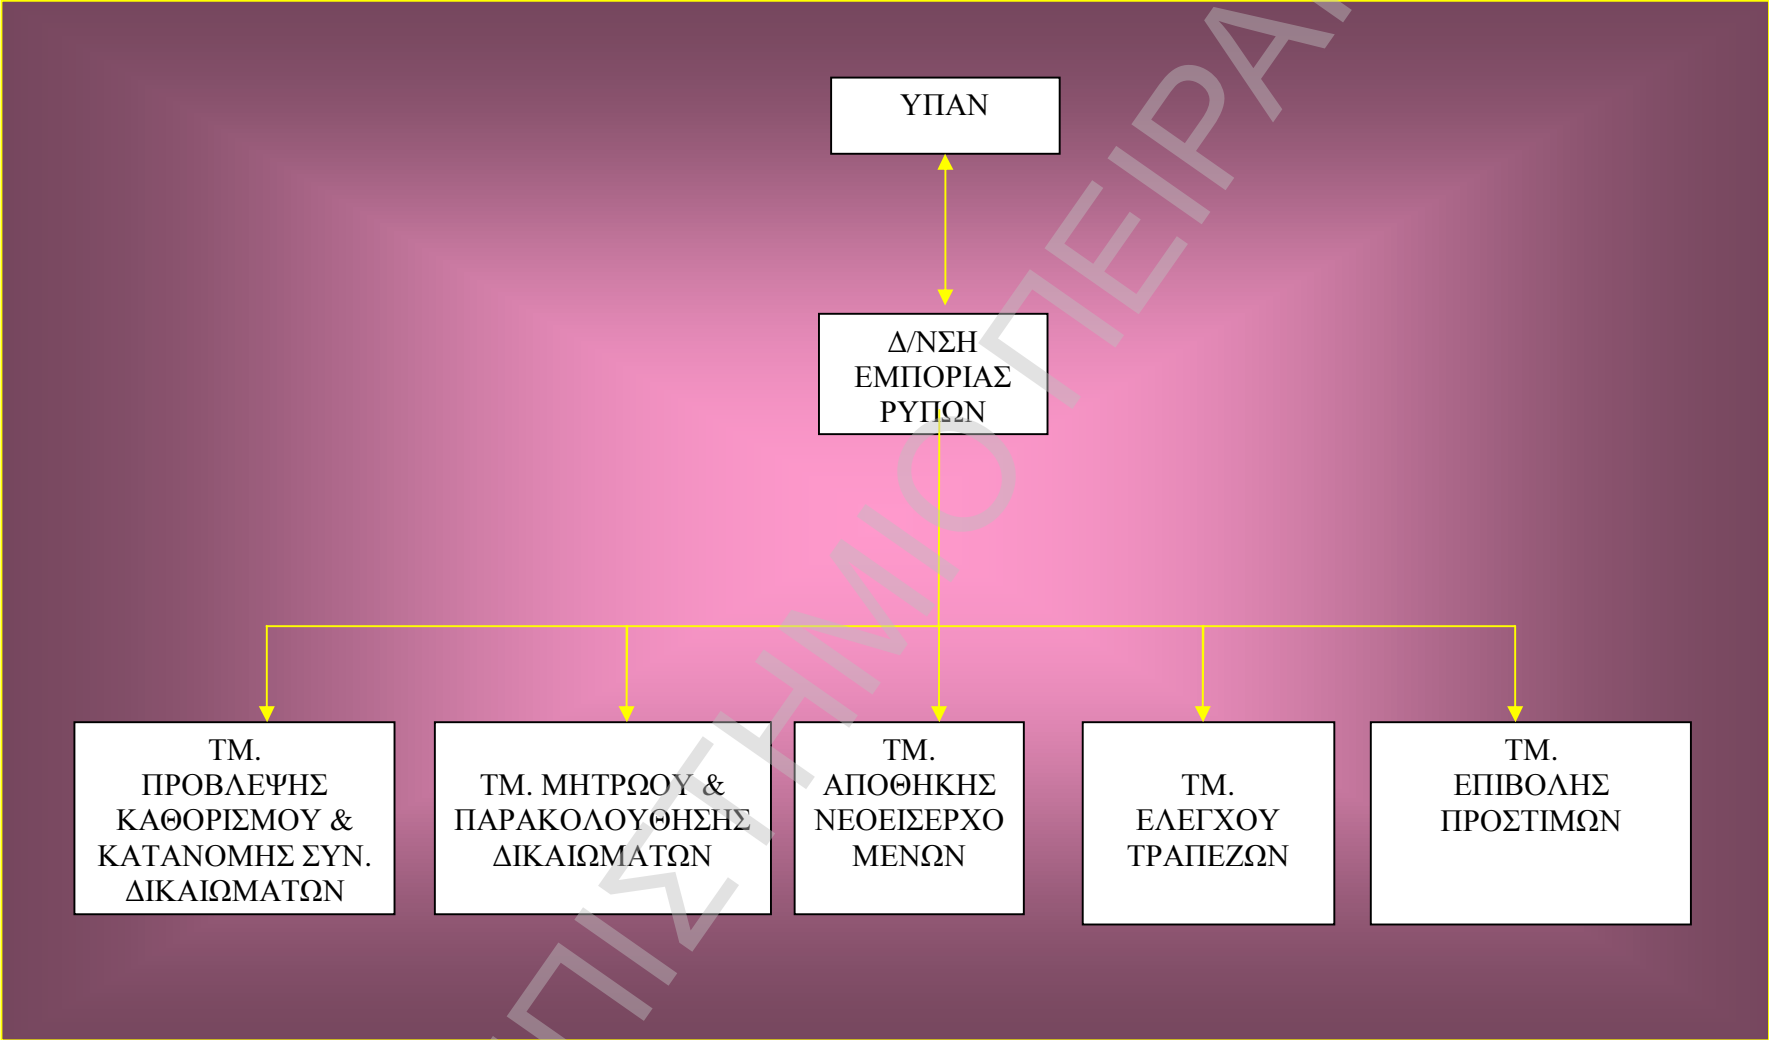 ΥΠΑΝ
Δ/ΝΣΗ
ΕΜΠΟΡΙΑΣ
ΡΥΠΩΝ
ΤΜ.
ΠΡΟΒΛΕΨΗΣ
ΚΑΘΟΡΙΣΜΟΥ &
ΚΑΤΑΝΟΜΗΣ ΣΥΝ.
ΔΙΚΑΙΩΜΑΤΩΝ
ΤΜ. ΜΗΤΡΩΟΥ &
ΠΑΡΑΚΟΛΟΥΘΗΣΗΣ
ΔΙΚΑΙΩΜΑΤΩΝ
ΤΜ.
ΑΠΟΘΗΚΗΣ
ΝΕΟΕΙΣΕΡΧΟ
ΜΕΝΩΝ
ΤΜ.
ΕΛΕΓΧΟΥ
ΤΡΑΠΕΖΩΝ
ΤΜ.
ΕΠΙΒΟΛΗΣ
ΠΡΟΣΤΙΜΩΝ